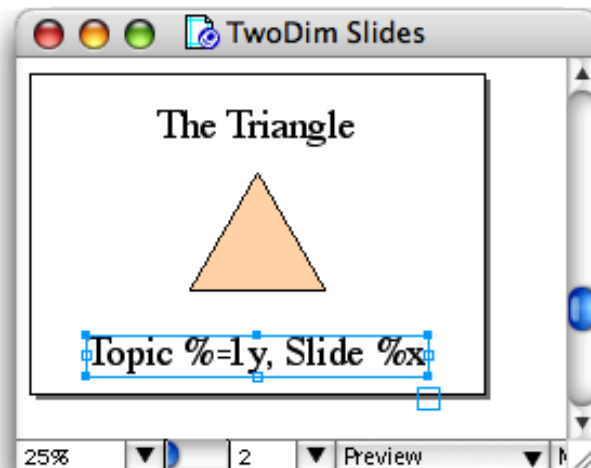 TwoDim Slides
The Triangle
Topic %=1y, Slide %x
25% 2 Preview